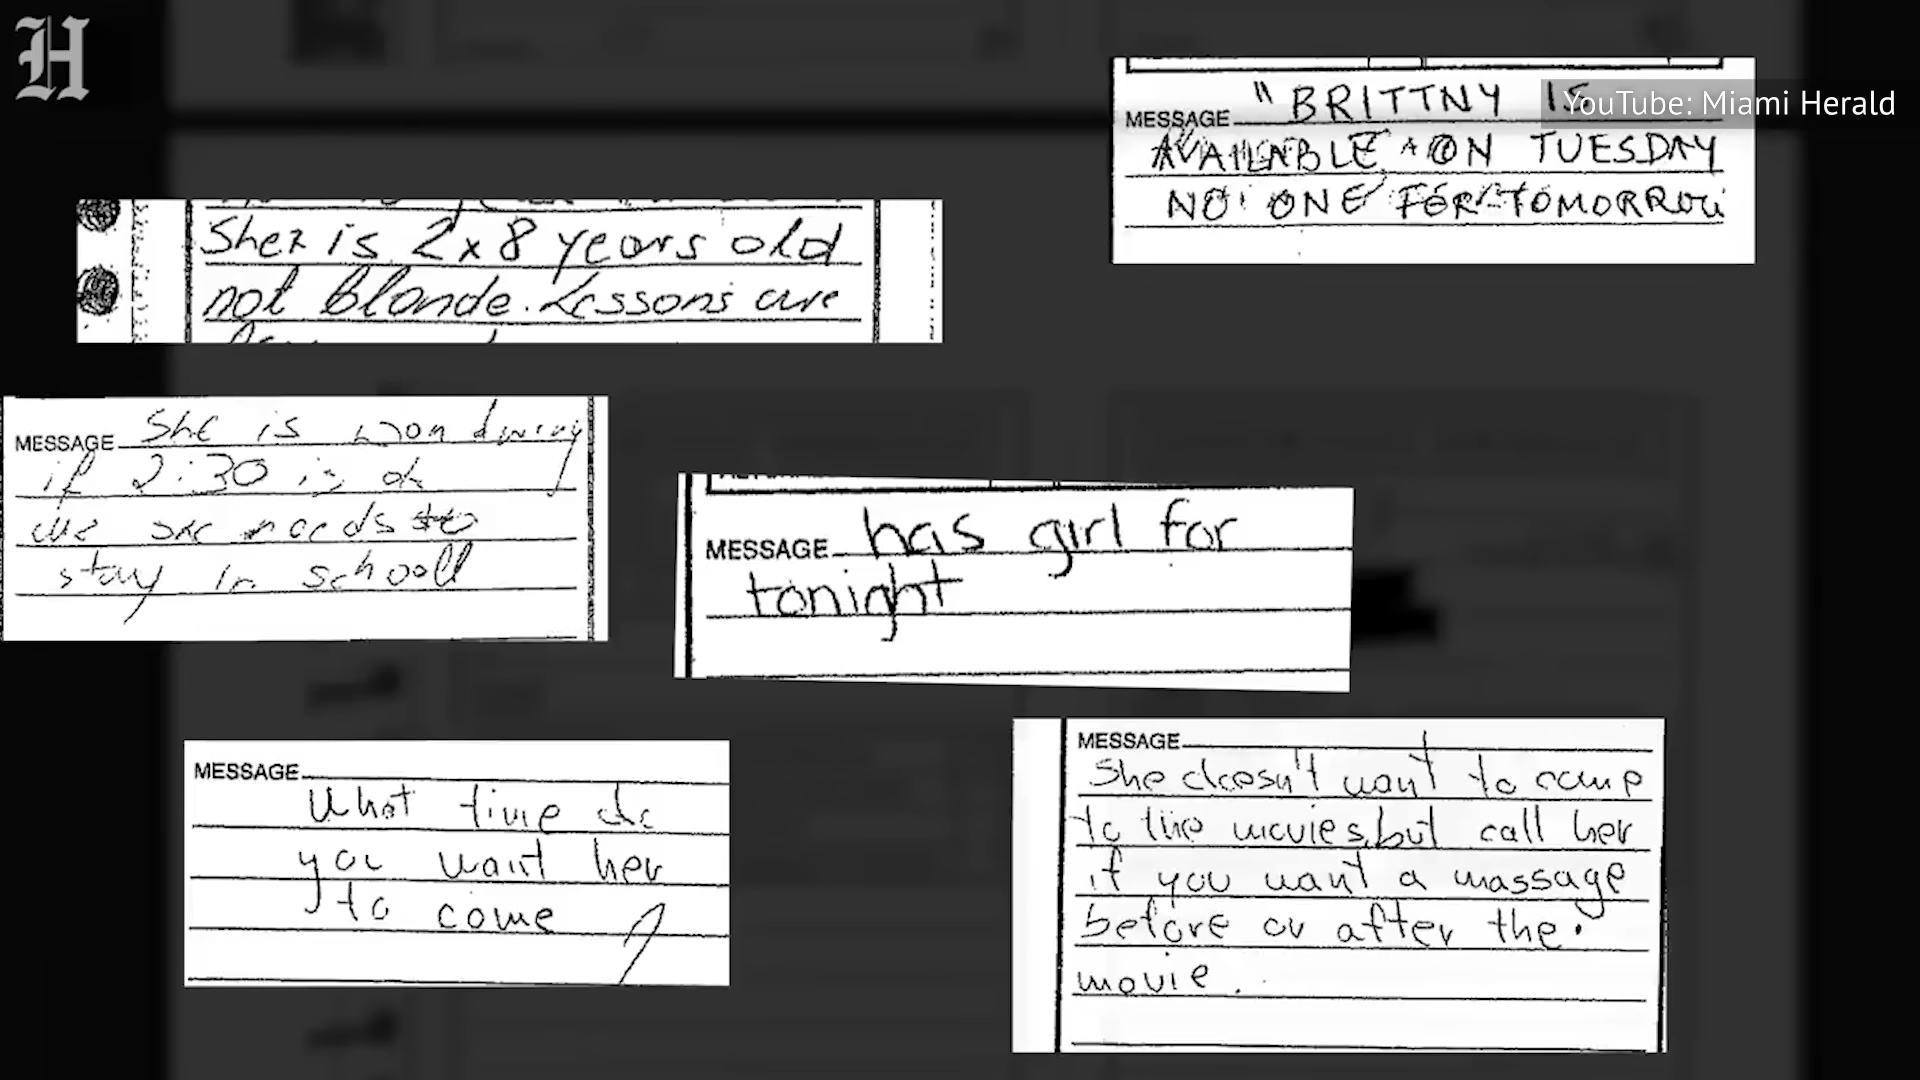 H
YouTube: Miami Herald
"BRITTNY IS
MESSAGE
AVAILABLE ON TUESDAY
NO ONE FOR TOMORROW
She is 2x8 years old
not blonde. Lessons are
MESSAGE She is wondering
if 2:30 is ok
she needs to
stay in school
MESSAGE has girl for
tonight
MESSAGE
What time do
you want her
to come
MESSAGE
She doesn't want to come
to the movies, but call her
if you want a massage
before or after the
movie.